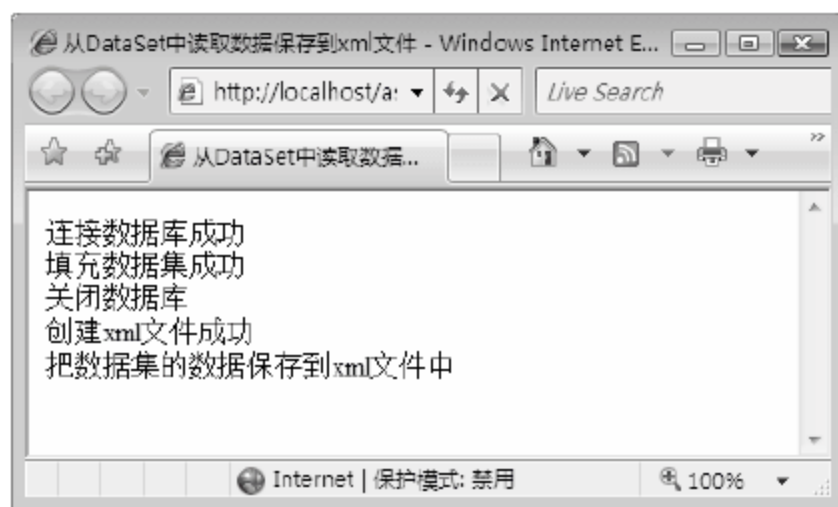 从DataSet中读取数据保存到xml文件 - Windows Internet E...
http://localhost/a:
Live Search
从DataSet中读取数据...
连接数据库成功
填充数据集成功
关闭数据库
创建xml文件成功
把数据集的数据保存到xml文件中
Internet | 保护模式: 禁用
100%